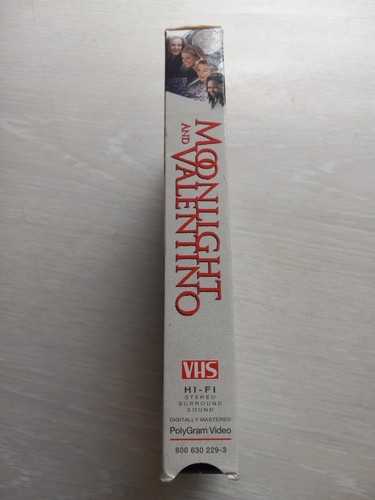 MOONLIGHT
AND
VALENTINO
VHS
HI-FI
STEREO
SURROUND
SOUND
DIGITALLY MASTERED
PolyGram Video
800 630 229-3